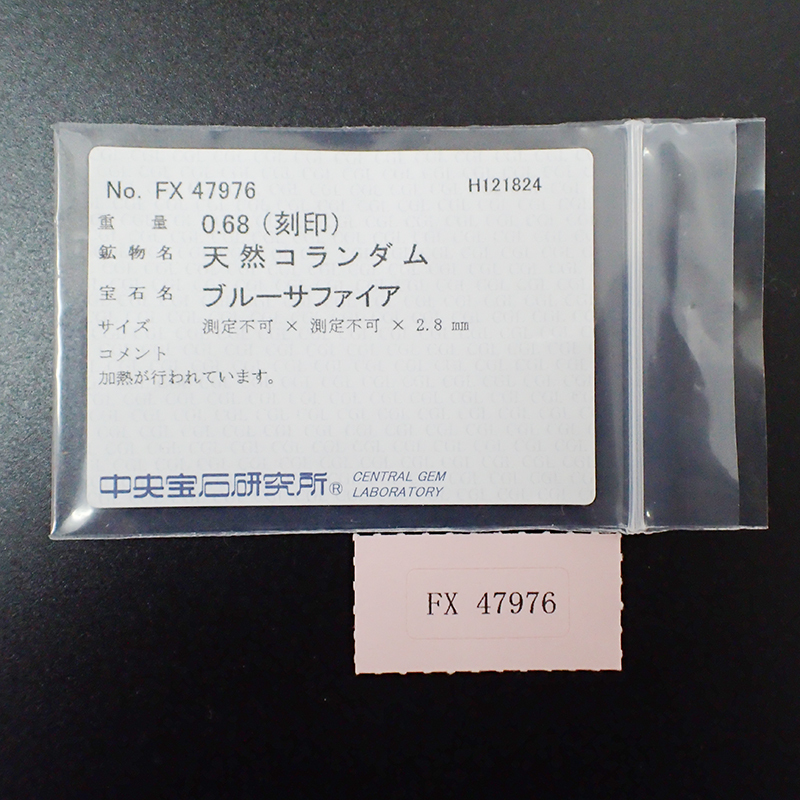 No. FX 47976 H121824
重量 0.68 (刻印)
鉱物名 天然コランダム
宝石名 ブルーサファイア
サイズ 測定不可 × 測定不可 × 2.8 mm
コメント
加熱が行われています。
中央宝石研究所® CENTRAL GEM
LABORATORY
FX 47976